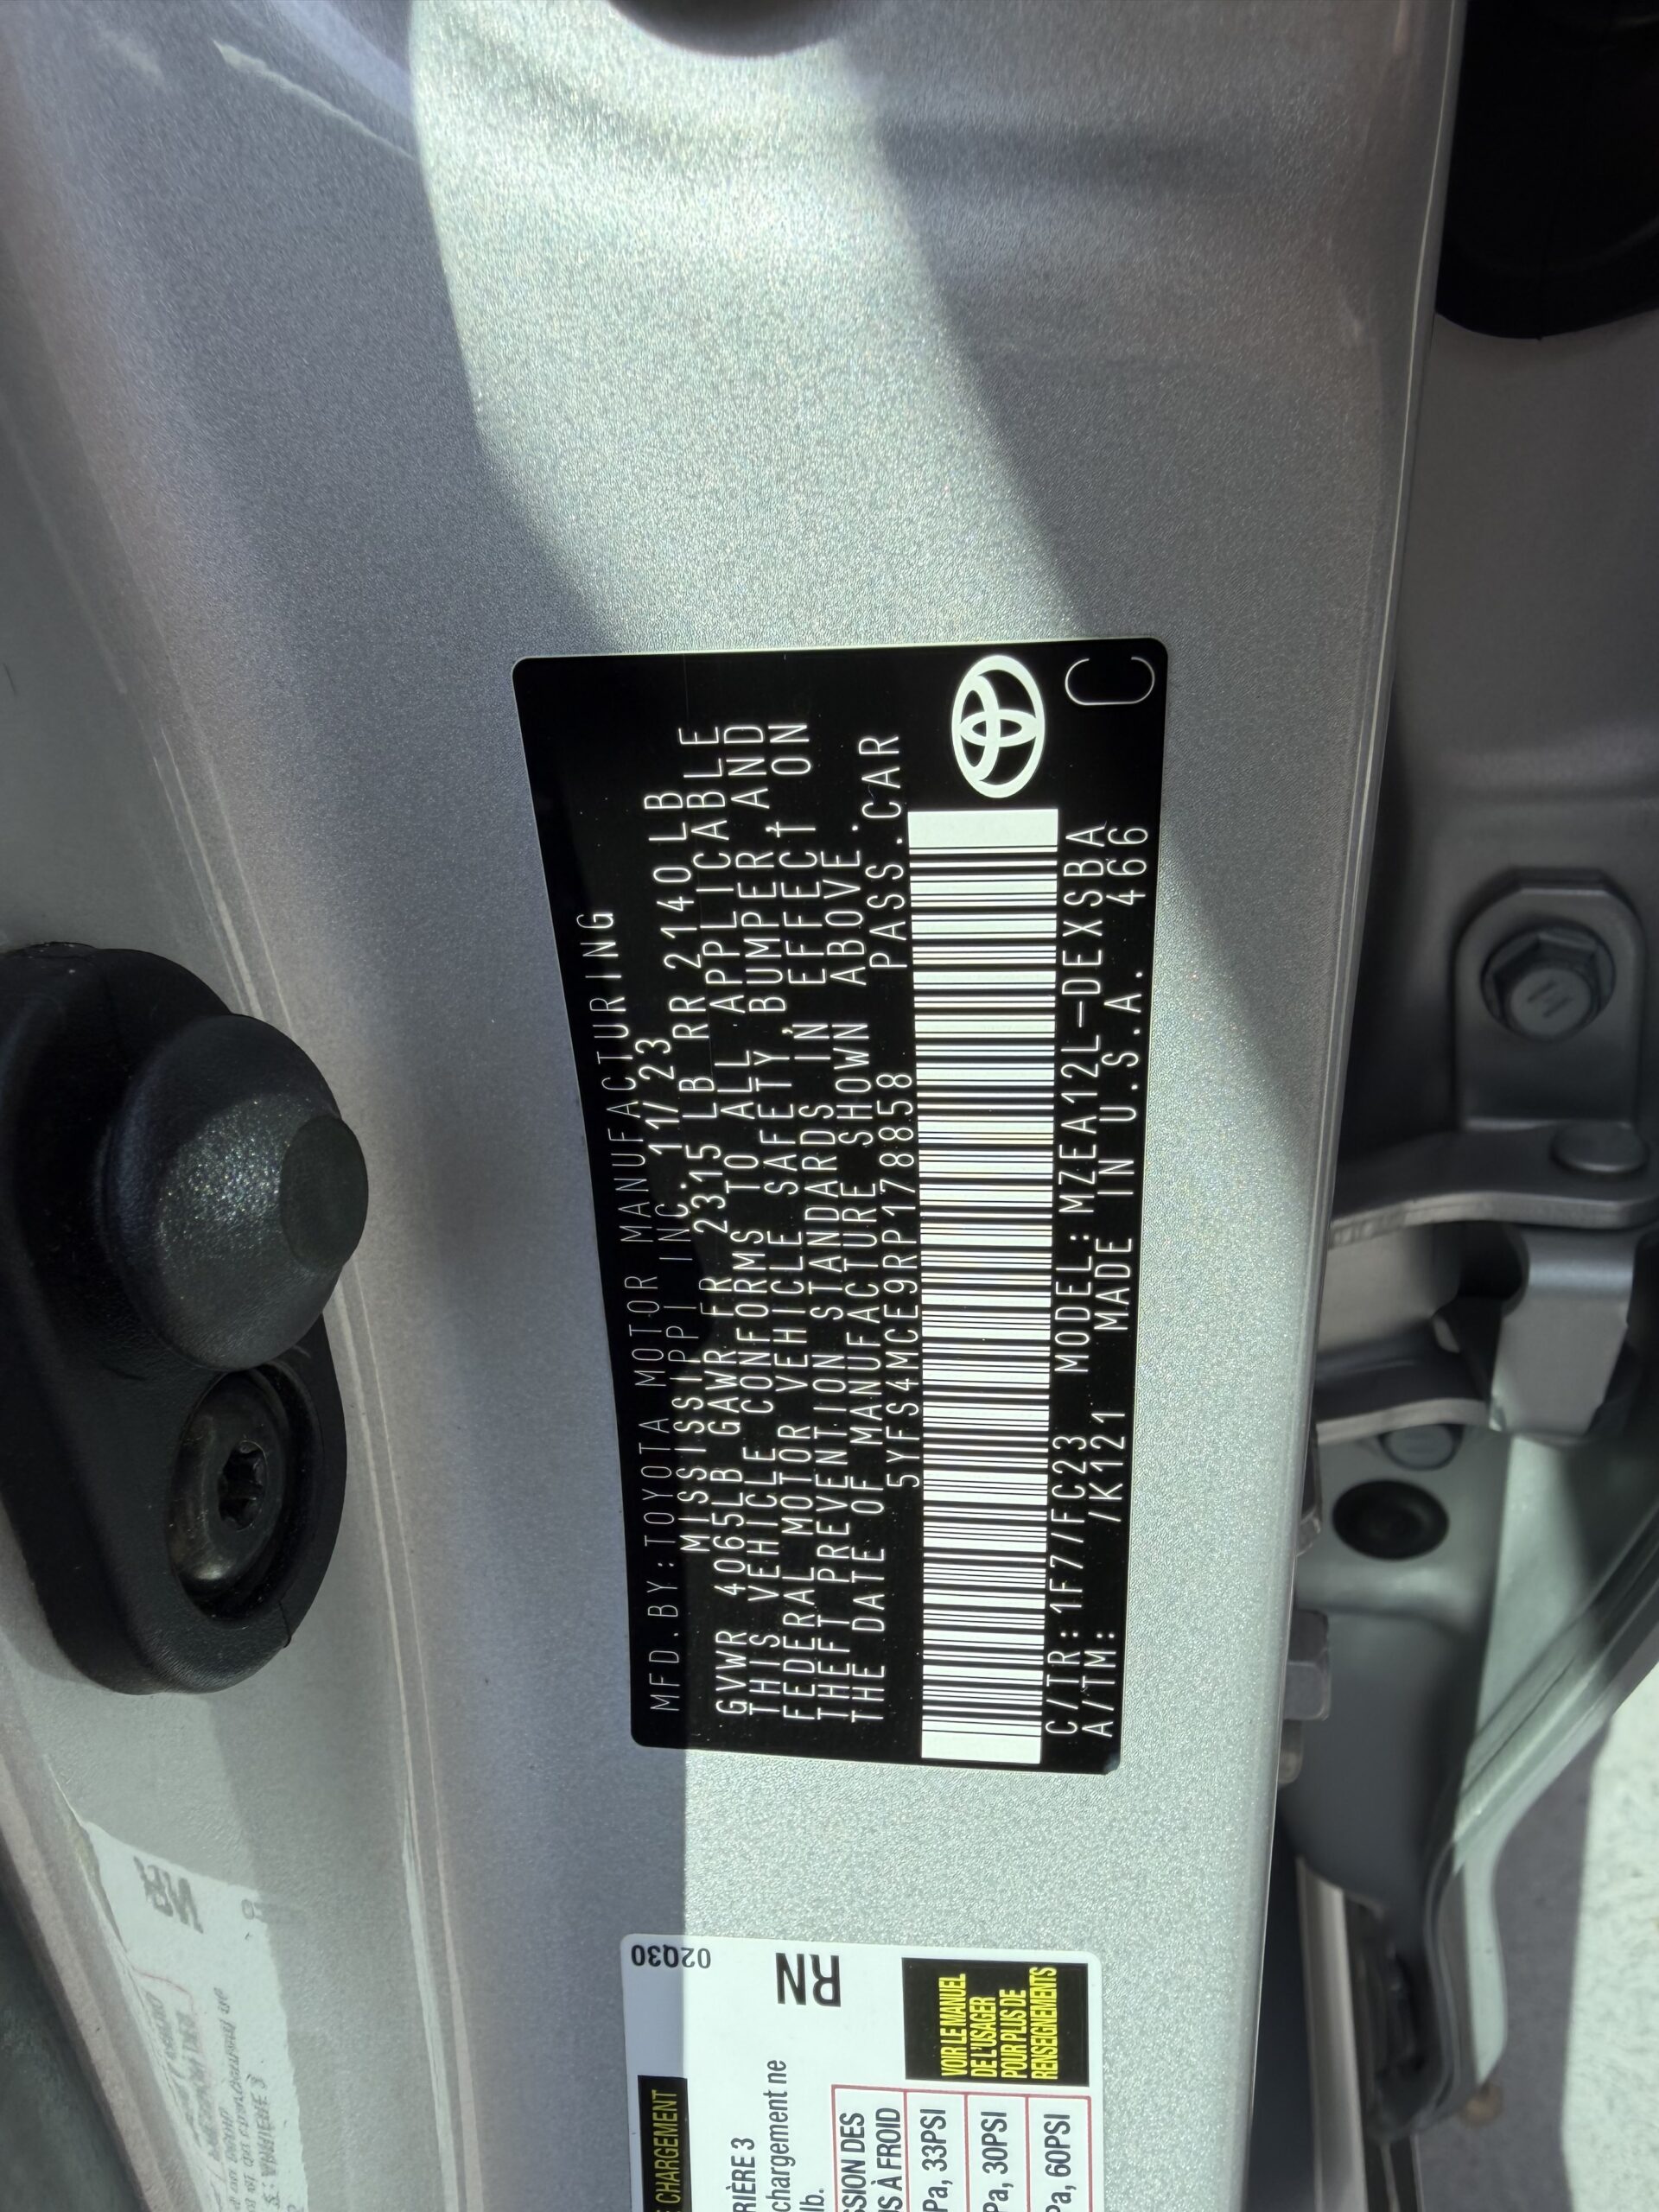 MFD.BY:TOYOTA MOTOR MANUFACTURING
MISSISSIPPI INC. 11/23
GVWR 4065LB GAWR FR 2315 LB RR 2140LB
THIS VEHICLE CONFORMS TO ALL APPLICABLE
FEDERAL MOTOR VEHICLE SAFETY, BUMPER, AND
THEFT PREVENTION STANDARDS IN EFFECT ON
THE DATE OF MANUFACTURE SHOWN ABOVE.
5YFS4MCE9RP178858 PASS.CAR
C/TR:1F7/FC23 MODEL:MZEA12L-DEXSBA
A/TM: /K121 MADE IN U.S.A. 466
C
02Q30
RN
CHARGEMENT
RIÈRE 3
chargement ne
lb.
SSION DES
S À FROID
Pa, 33PSI
Pa, 30PSI
Pa, 60PSI
VOIR LE MANUEL
DE L'USAGER
POUR PLUS DE
RENSEIGNEMENTS